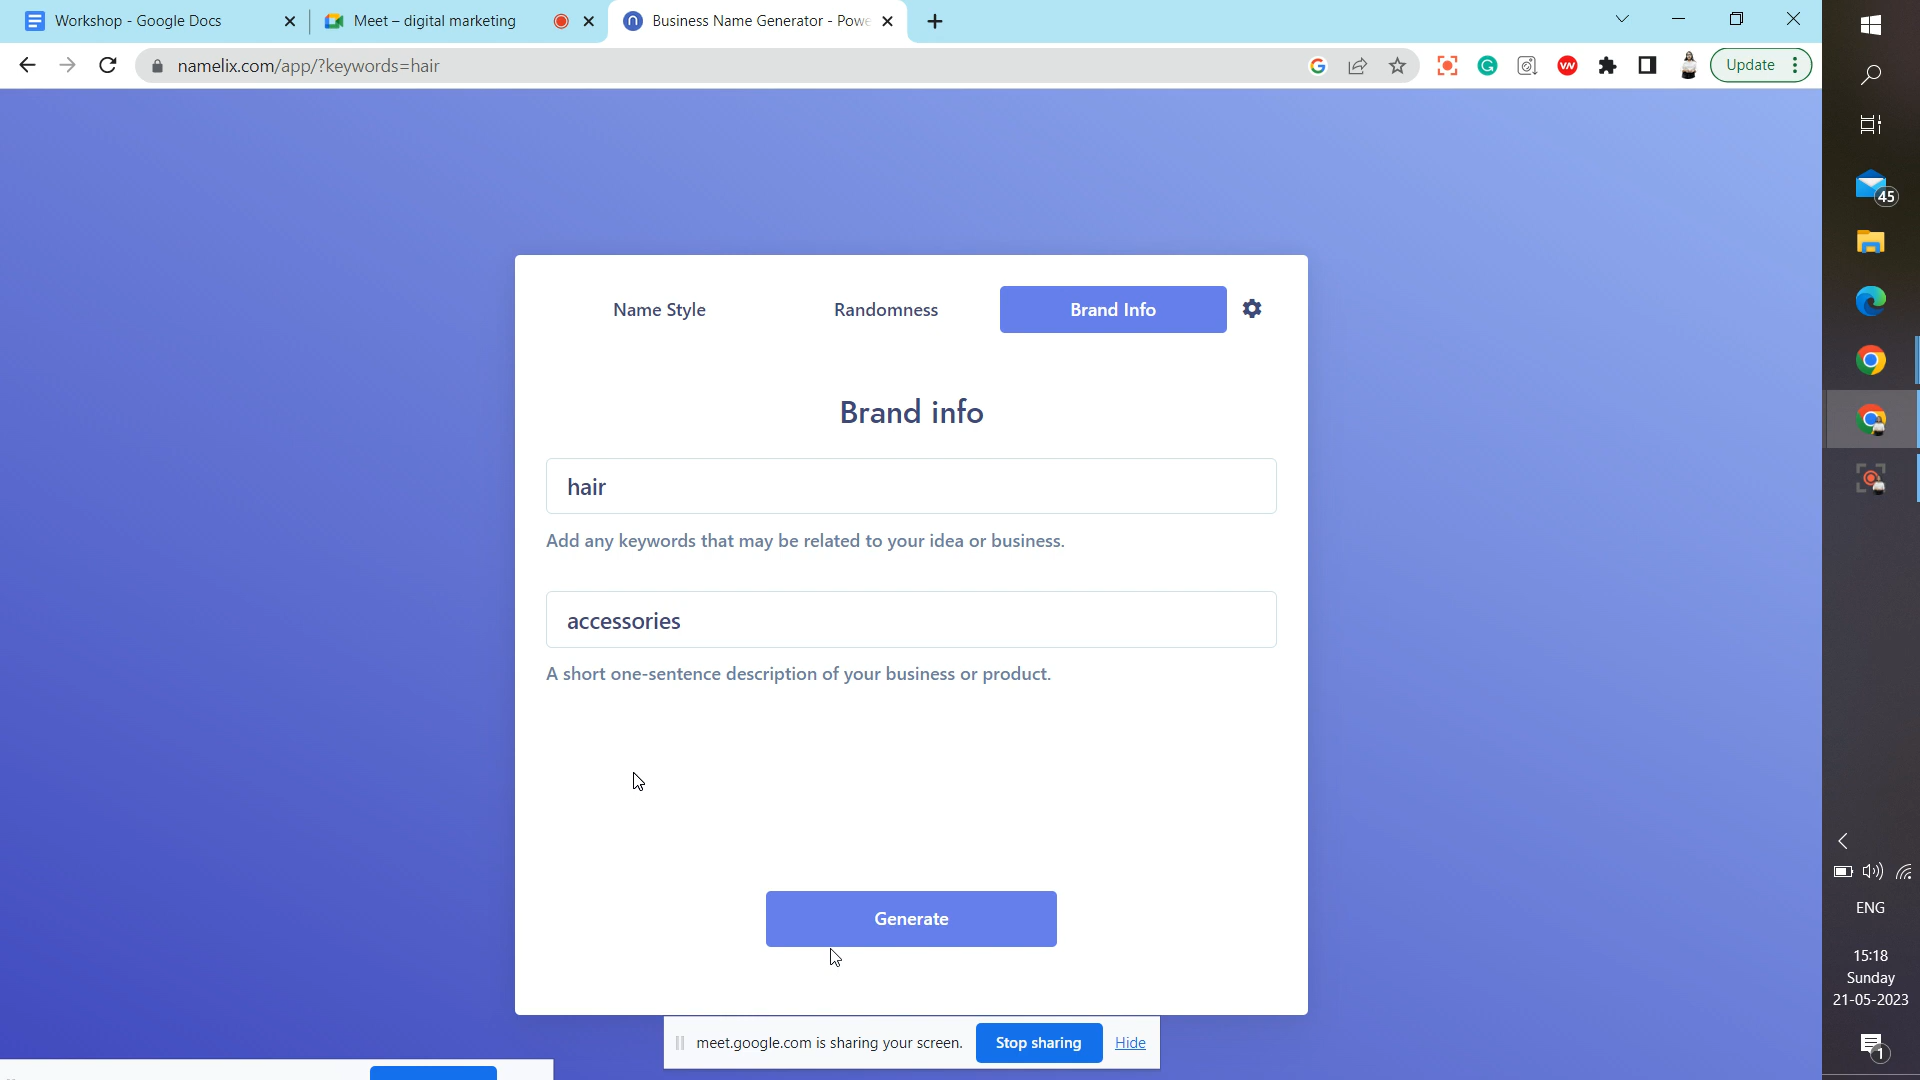 Workshop - Google Docs
Meet – digital marketing
Business Name Generator - Powe
namelix.com/app/?keywords=hair
Update
Name Style
Randomness
Brand Info
Brand info
hair
Add any keywords that may be related to your idea or business.
accessories
A short one-sentence description of your business or product.
Generate
meet.google.com is sharing your screen.
Stop sharing
Hide
45
ENG
15:18
Sunday
21-05-2023
1